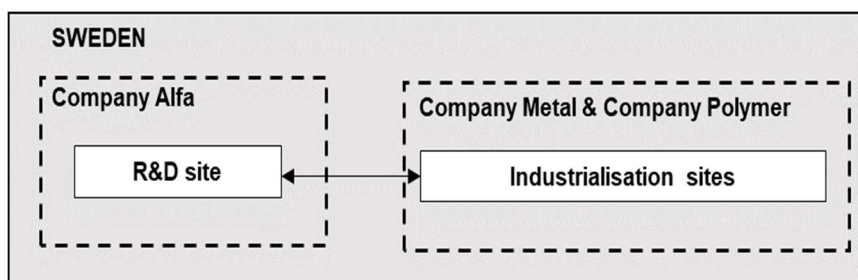 SWEDEN
Company Alfa
R&D site
Company Metal & Company Polymer
Industrialisation sites